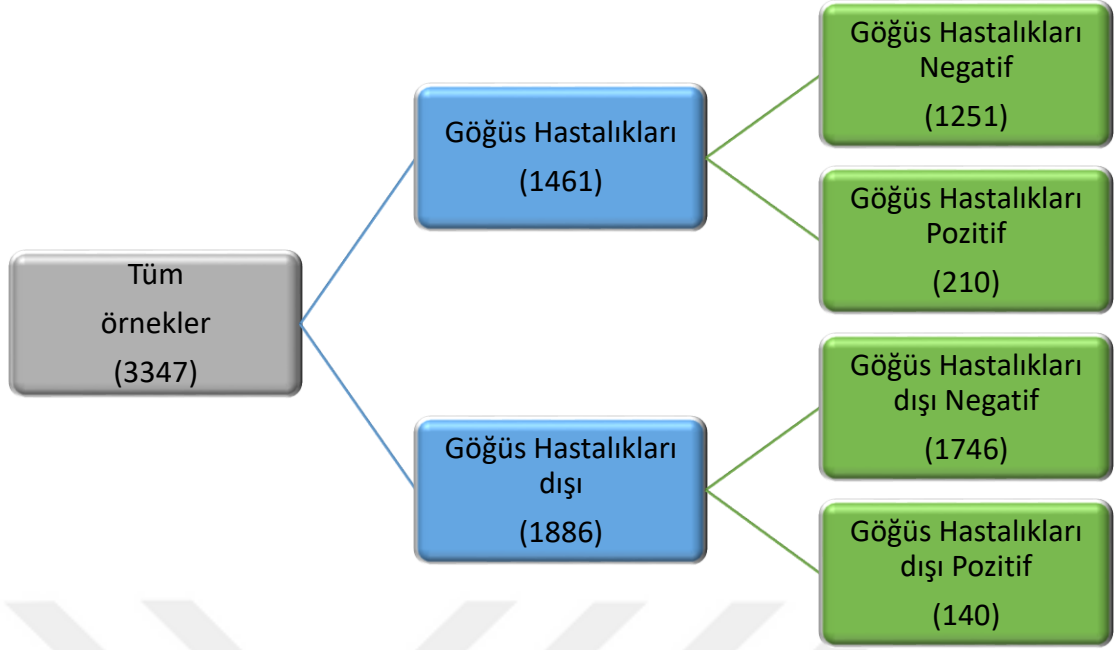 Tüm
örnekler
(3347)
Göğüs Hastalıkları
(1461)
Göğüs Hastalıkları
dışı
(1886)
Göğüs Hastalıkları
Negatif
(1251)
Göğüs Hastalıkları
Pozitif
(210)
Göğüs Hastalıkları
dışı Negatif
(1746)
Göğüs Hastalıkları
dışı Pozitif
(140)